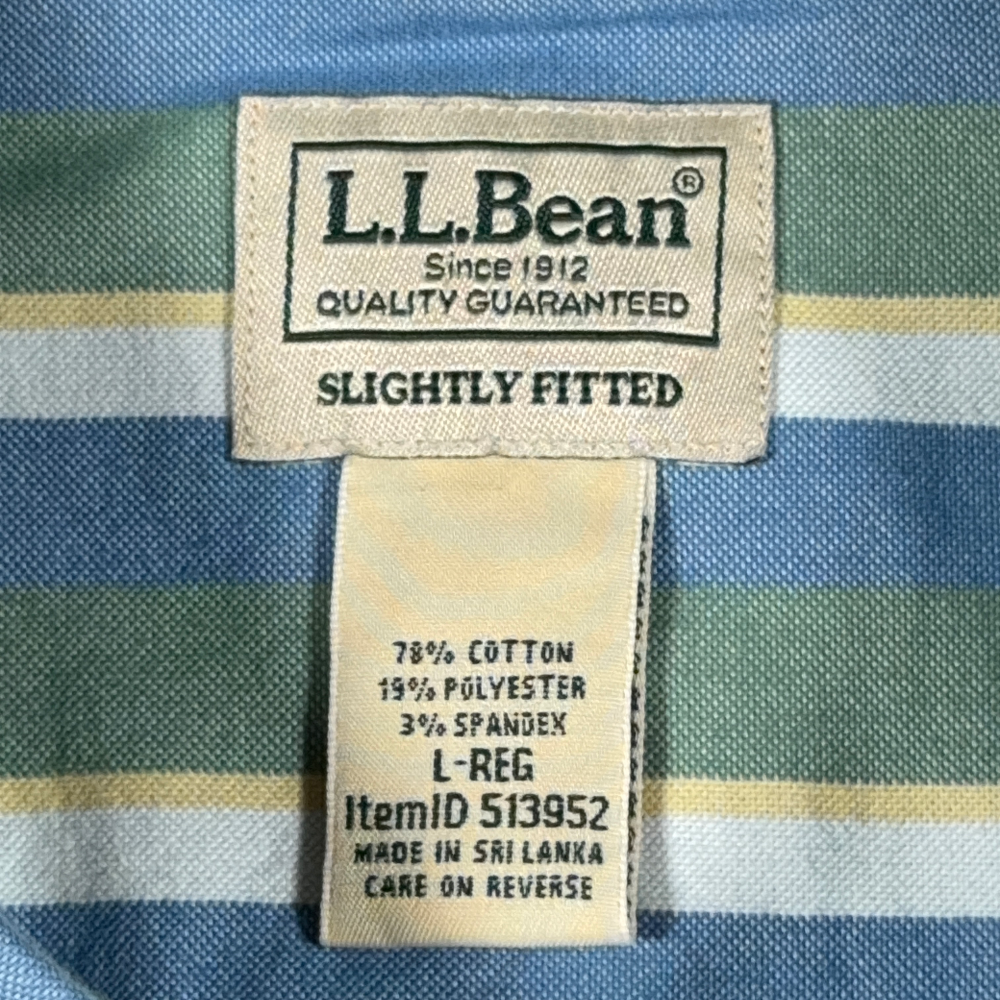 L.L.Bean®
Since 1912
QUALITY GUARANTEED
SLIGHTLY FITTED
78% COTTON
19% POLYESTER
3% SPANDEX
L-REG
ItemID 513952
MADE IN SRI LANKA
CARE ON REVERSE